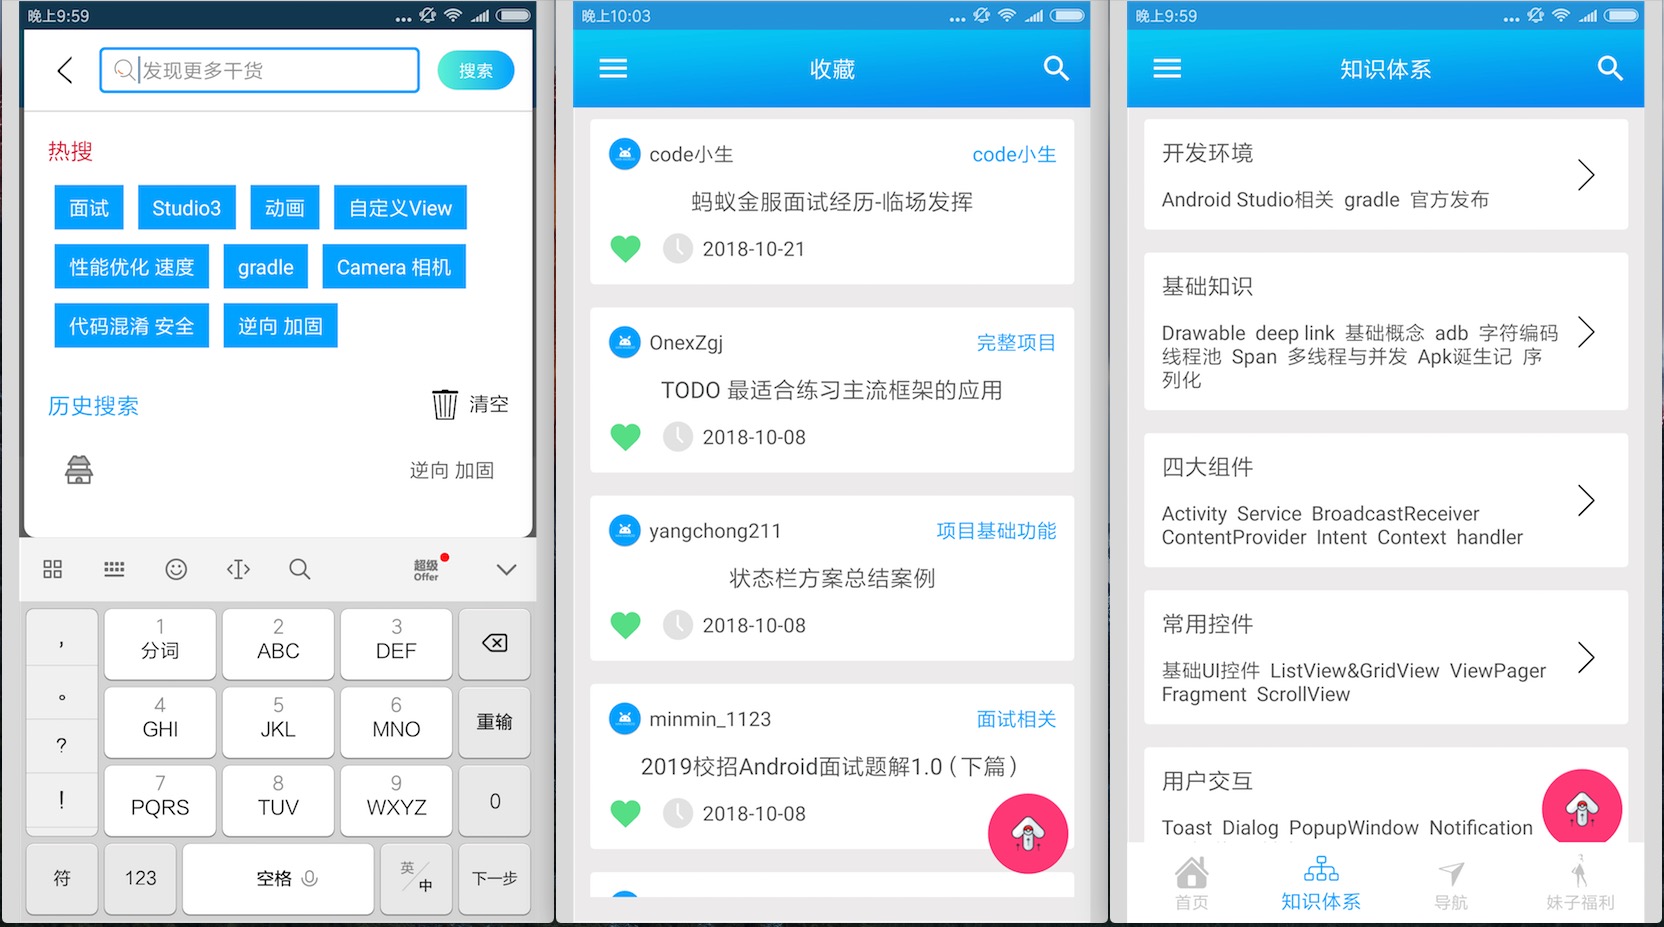 晚上9:59
发现更多干货
搜索
热搜
面试 Studio3 动画 自定义View
性能优化 速度 gradle Camera 相机
代码混淆 安全 逆向 加固
历史搜索 清空
逆向 加固
超级
Offer
, 1 2 3
分词 ABC DEF
。 4 5 6
GHI JKL MNO 重输
?
! 7 8 9
PQRS TUV WXYZ 0
符 123 空格 英/中 下一步
晚上10:03
收藏
code小生 code小生
蚂蚁金服面试经历-临场发挥
2018-10-21
OnexZgj 完整项目
TODO 最适合练习主流框架的应用
2018-10-08
yangchong211 项目基础功能
状态栏方案总结案例
2018-10-08
minmin_1123 面试相关
2019校招Android面试题解1.0（下篇）
2018-10-08
晚上9:59
知识体系
开发环境
Android Studio相关 gradle 官方发布
基础知识
Drawable deep link 基础概念 adb 字符编码
线程池 Span 多线程与并发 Apk诞生记 序
列化
四大组件
Activity Service BroadcastReceiver
ContentProvider Intent Context handler
常用控件
基础UI控件 ListView&GridView ViewPager
Fragment ScrollView
用户交互
Toast Dialog PopupWindow Notification
首页 知识体系 导航 妹子福利